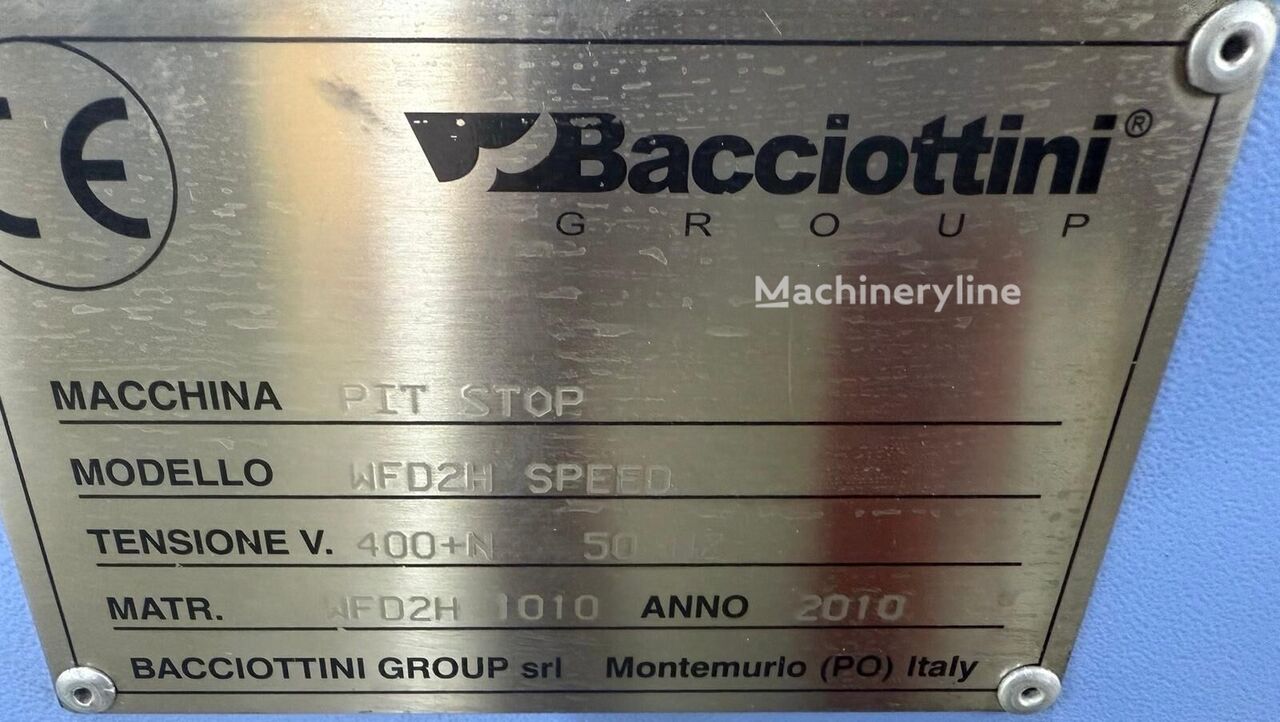 CE
Bacciottini®
GROUP
Machineryline
MACCHINA PIT STOP
MODELLO WFD2H SPEED
TENSIONE V. 400+N 50 HZ
MATR. WFD2H 1010 ANNO 2010
BACCIOTTINI GROUP srl Montemurlo (PO) Italy